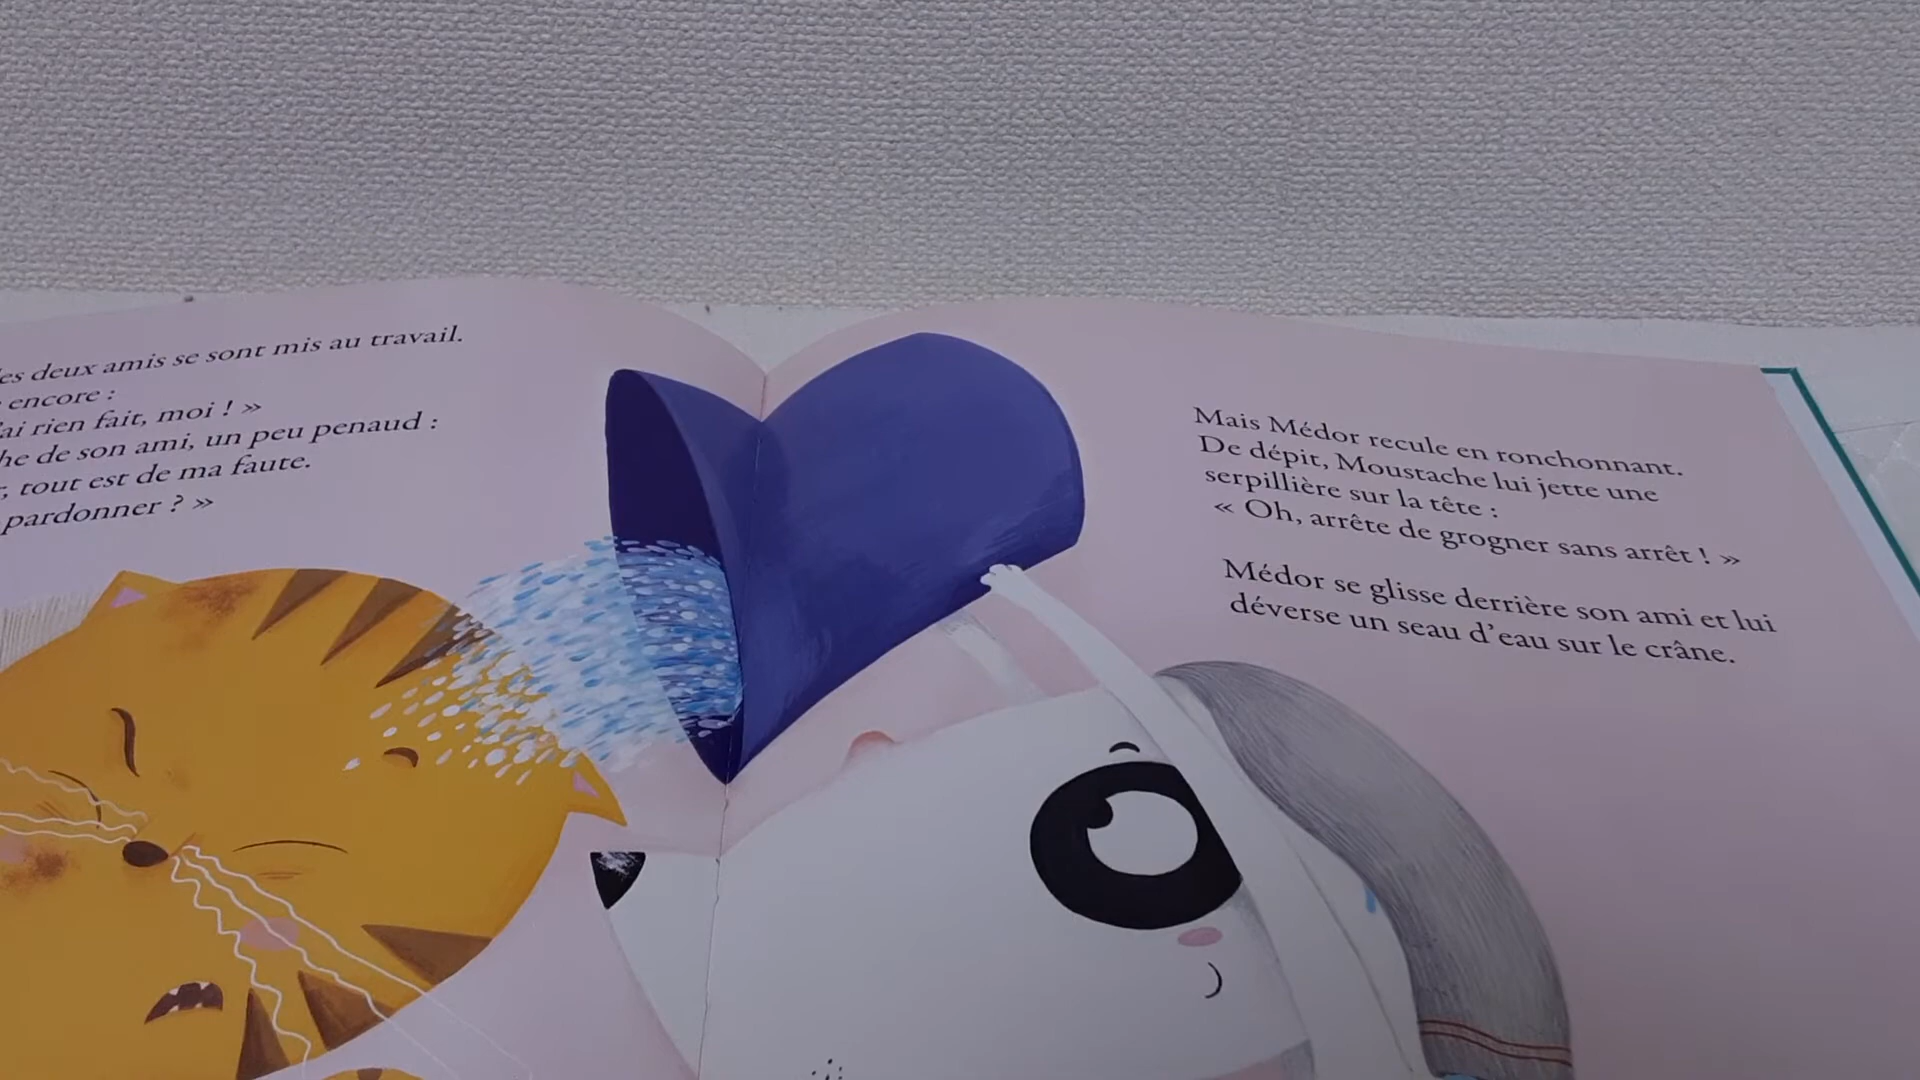 es deux amis se sont mis au travail.
encore :
ai rien fait, moi ! »
he de son ami, un peu penaud :
, tout est de ma faute.
pardonner ? »
Mais Médor recule en ronchonnant.
De dépit, Moustache lui jette une
serpillière sur la tête :
« Oh, arrête de grogner sans arrêt ! »
Médor se glisse derrière son ami et lui
déverse un seau d'eau sur le crâne.